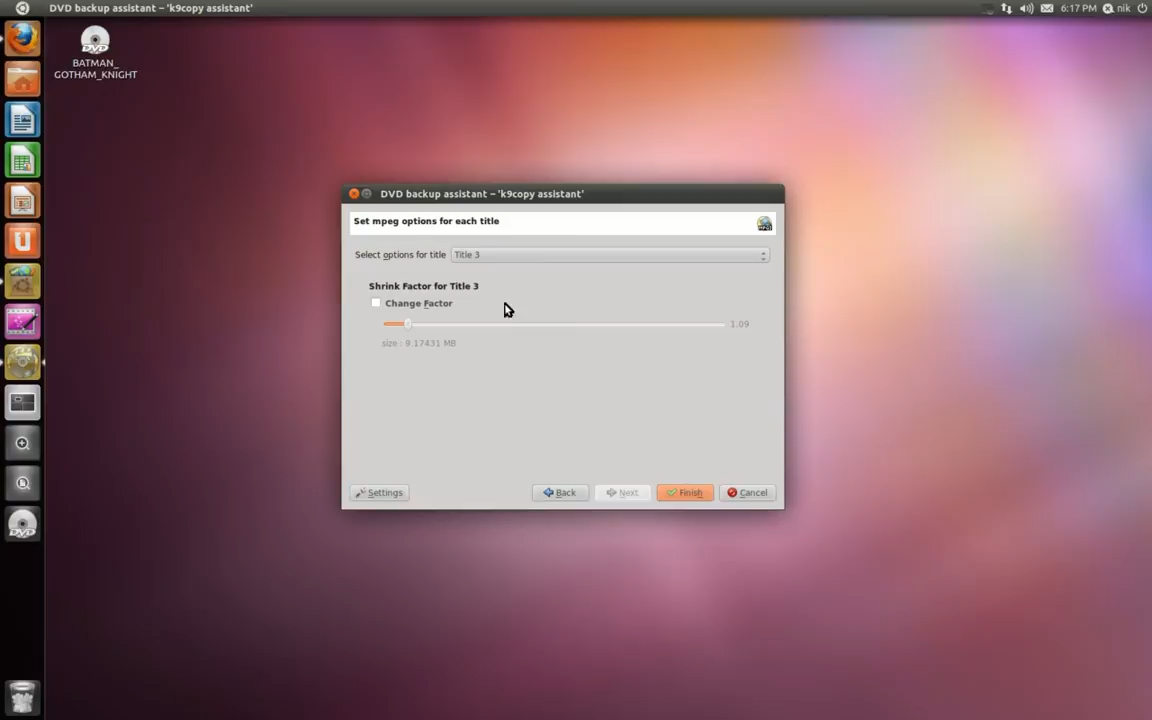 DVD backup assistant – 'k9copy assistant'
6:17 PM
nik
DVD
BATMAN_
GOTHAM_KNIGHT
DVD backup assistant – 'k9copy assistant'
Set mpeg options for each title
Select options for title
Title 3
Shrink Factor for Title 3
Change Factor
1.09
size : 9.17431 MB
Settings
Back
Next
Finish
Cancel
DVD